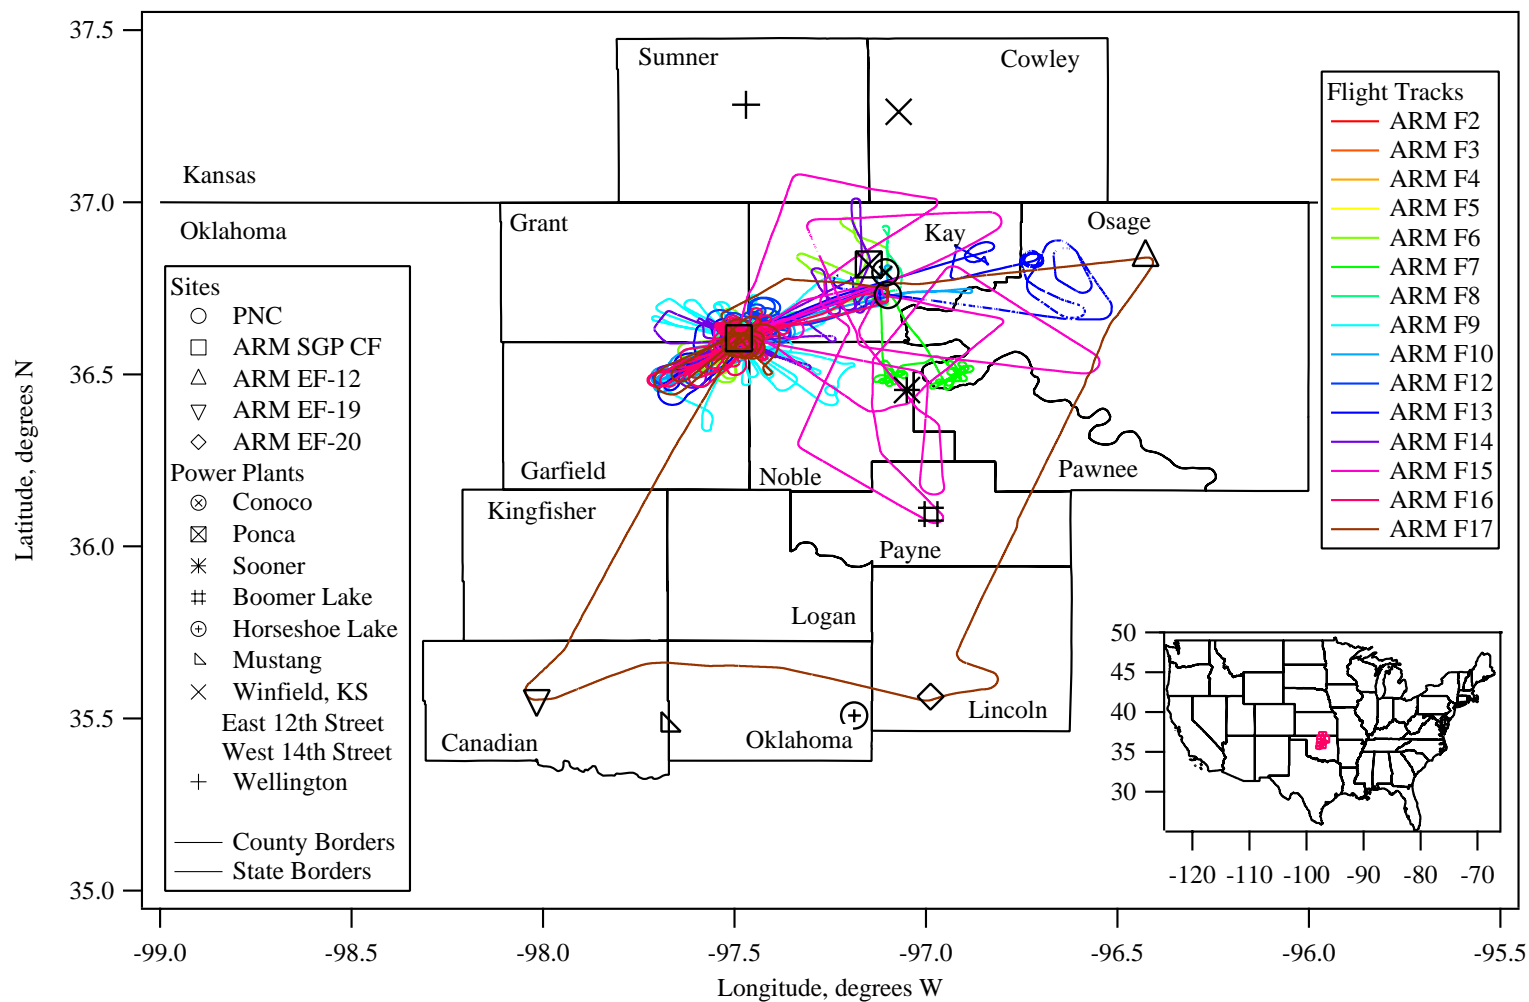 37.5
37.0
36.5
36.0
35.5
35.0
Latitude, degrees N
-99.0
-98.5
-98.0
-97.5
-97.0
-96.5
-96.0
-95.5
Longitude, degrees W
Sumner
Cowley
Kansas
Oklahoma
Grant
Kay
Osage
Garfield
Noble
Pawnee
Kingfisher
Payne
Logan
Canadian
Oklahoma
Lincoln
Sites
PNC
ARM SGP CF
ARM EF-12
ARM EF-19
ARM EF-20
Power Plants
Conoco
Ponca
Sooner
Boomer Lake
Horseshoe Lake
Mustang
Winfield, KS
East 12th Street
West 14th Street
Wellington
County Borders
State Borders
Flight Tracks
ARM F2
ARM F3
ARM F4
ARM F5
ARM F6
ARM F7
ARM F8
ARM F9
ARM F10
ARM F12
ARM F13
ARM F14
ARM F15
ARM F16
ARM F17
50
45
40
35
30
-120
-110
-100
-90
-80
-70